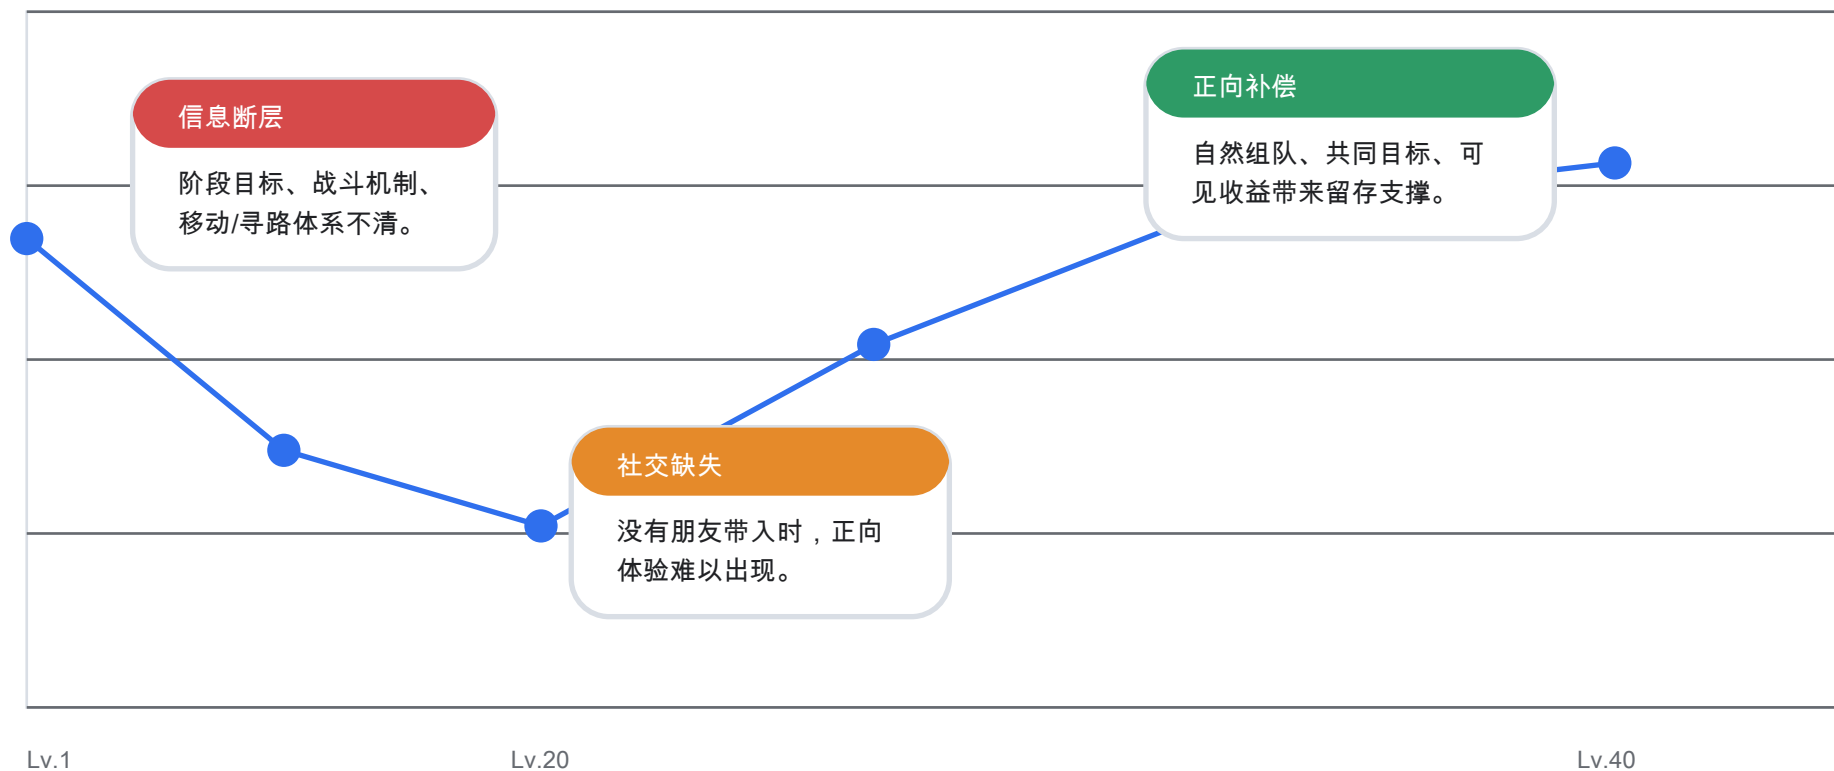 信息断层
阶段目标、战斗机制、
移动/寻路体系不清。
正向补偿
自然组队、共同目标、可
见收益带来留存支撑。
社交缺失
没有朋友带入时，正向
体验难以出现。
Lv.1
Lv.20
Lv.40